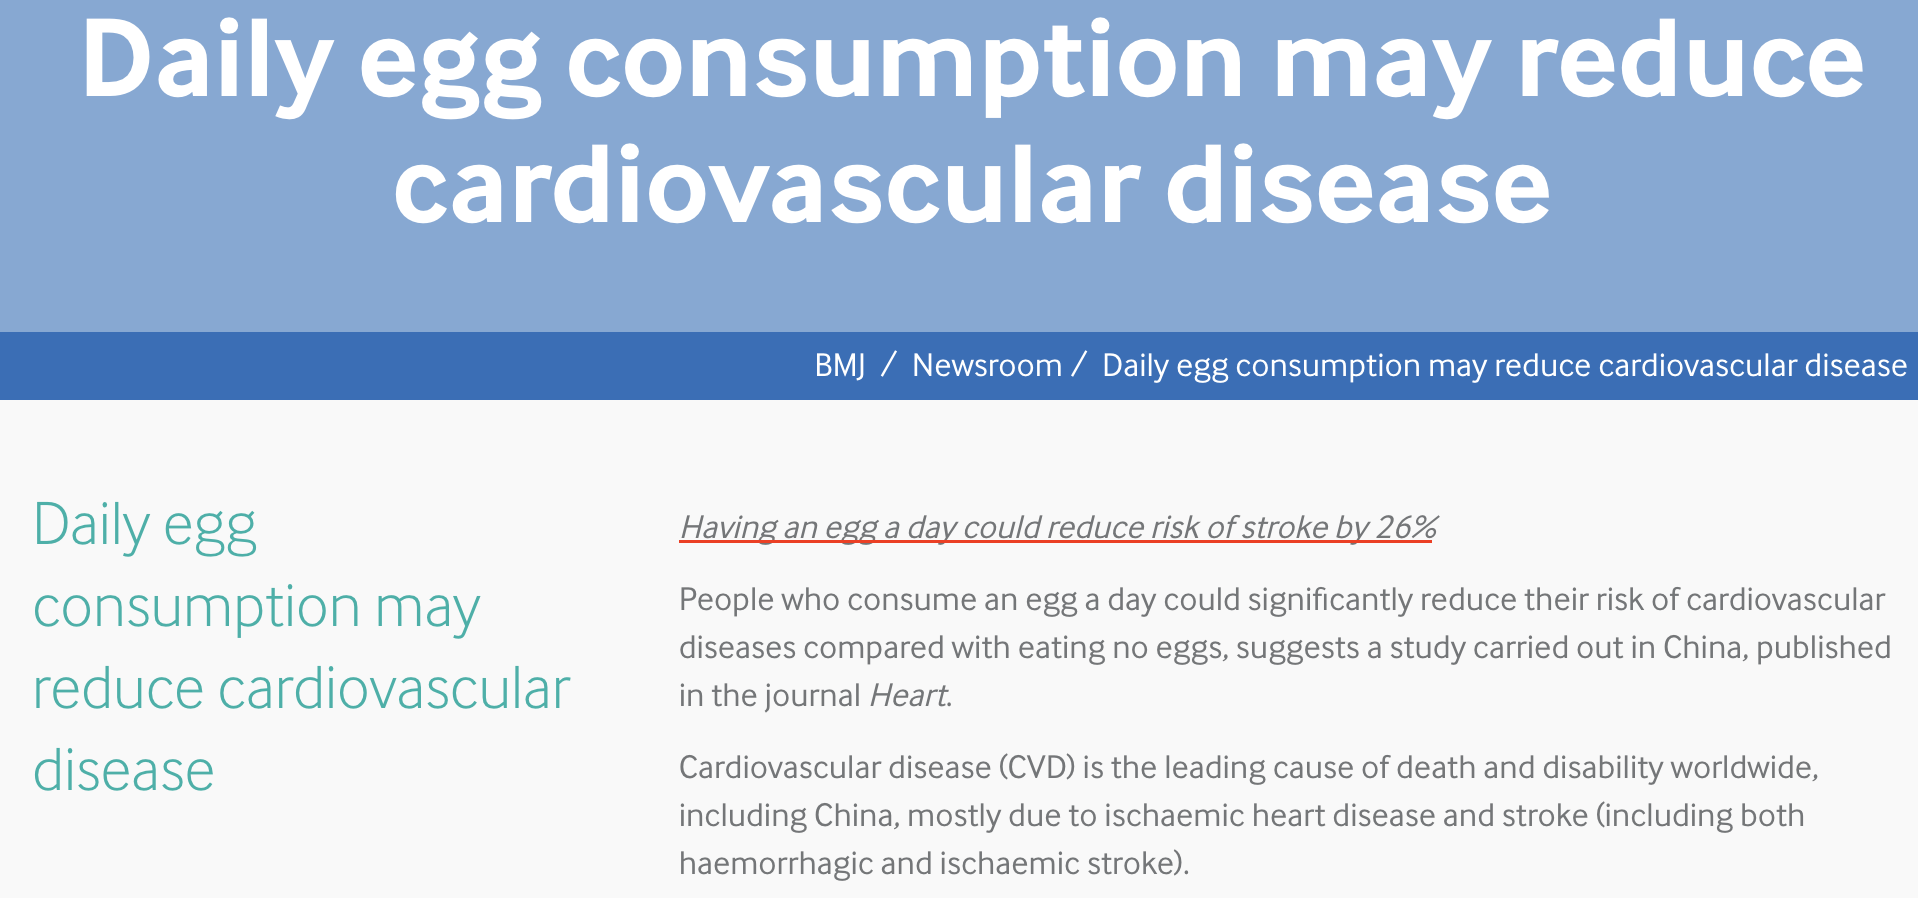 Daily egg consumption may reduce
cardiovascular disease
BMJ / Newsroom / Daily egg consumption may reduce cardiovascular disease
Daily egg
consumption may
reduce cardiovascular
disease
Having an egg a day could reduce risk of stroke by 26%
People who consume an egg a day could significantly reduce their risk of cardiovascular
diseases compared with eating no eggs, suggests a study carried out in China, published
in the journal Heart.
Cardiovascular disease (CVD) is the leading cause of death and disability worldwide,
including China, mostly due to ischaemic heart disease and stroke (including both
haemorrhagic and ischaemic stroke).